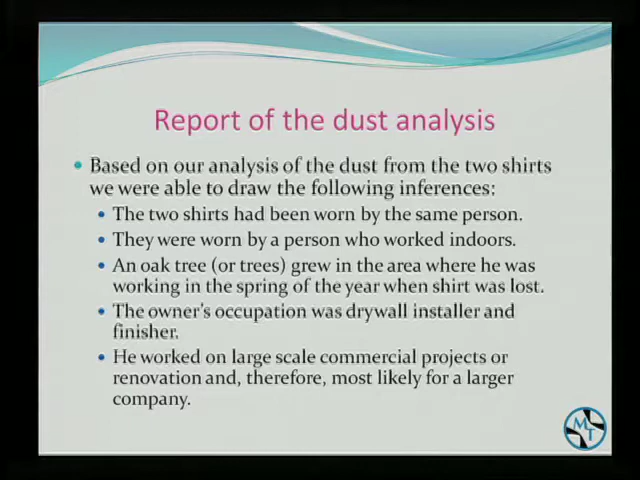 Report of the dust analysis
Based on our analysis of the dust from the two shirts
we were able to draw the following inferences:
The two shirts had been worn by the same person.
They were worn by a person who worked indoors.
An oak tree (or trees) grew in the area where he was
working in the spring of the year when shirt was lost.
The owner's occupation was drywall installer and
finisher.
He worked on large scale commercial projects or
renovation and, therefore, most likely for a larger
company.
MT